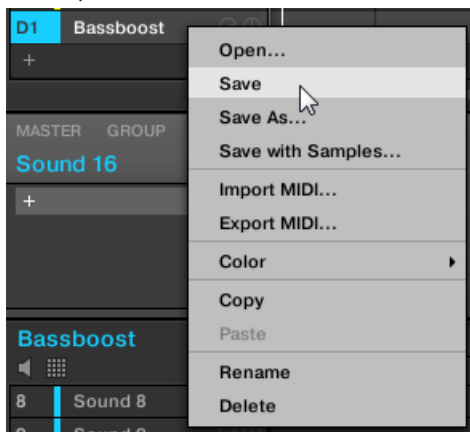 D1 Bassboost
+
MASTER GROUP
Sound 16
+
Bassboost
8 Sound 8
Open...
Save
Save As...
Save with Samples...
Import MIDI...
Export MIDI...
Color
Copy
Paste
Rename
Delete